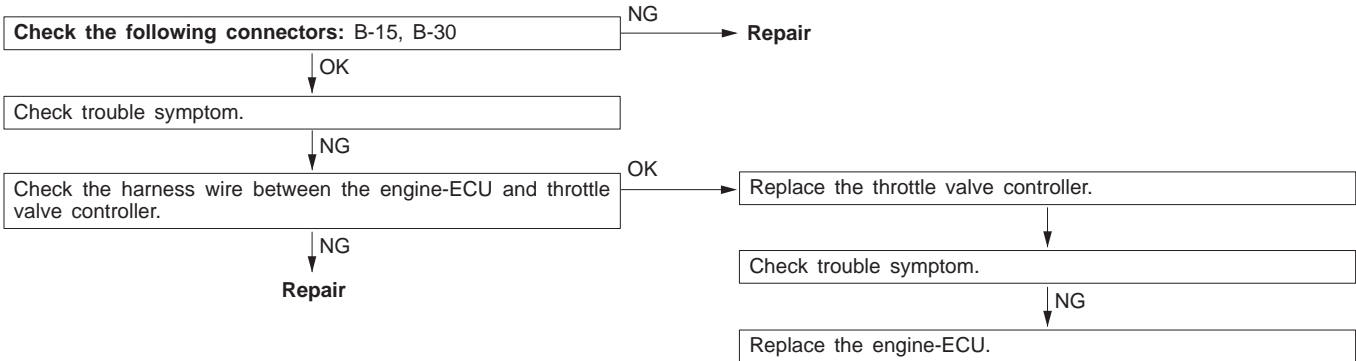 Check the following connectors: B-15, B-30
NG
Repair
OK
Check trouble symptom.
NG
Check the harness wire between the engine-ECU and throttle
valve controller.
OK
Replace the throttle valve controller.
NG
Repair
Check trouble symptom.
NG
Replace the engine-ECU.